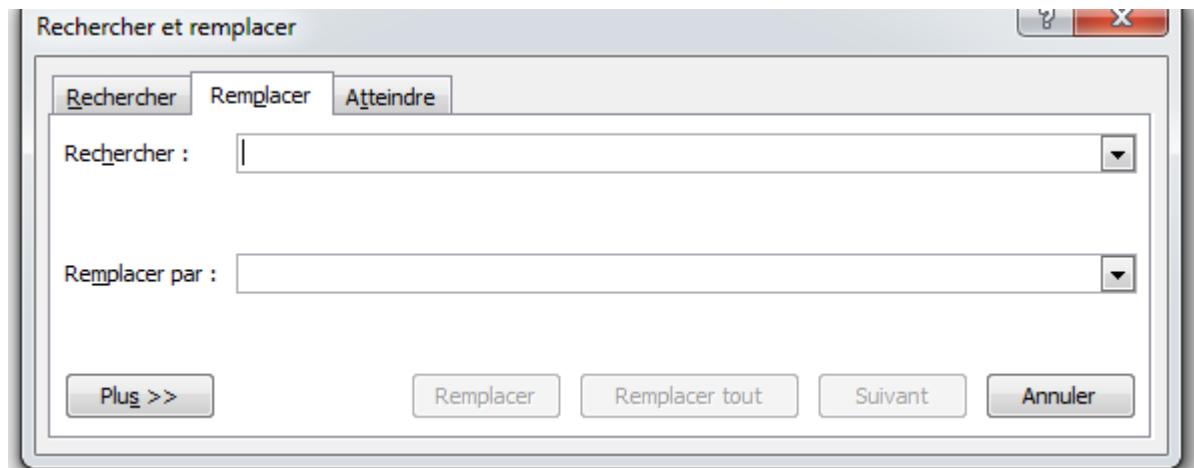 Rechercher et remplacer
Rechercher Remplacer Atteindre
Rechercher :
Remplacer par :
Plus >> Remplacer Remplacer tout Suivant Annuler